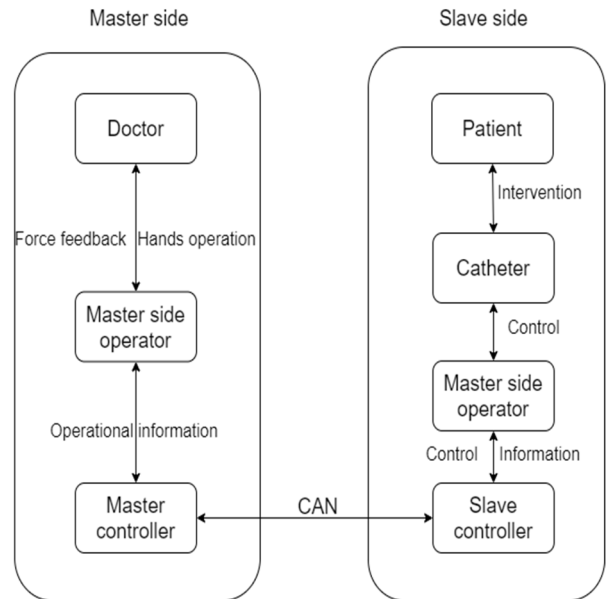 Master side
Doctor
Force feedback
Hands operation
Master side
operator
Operational information
Master
controller
CAN
Slave side
Patient
Intervention
Catheter
Control
Master side
operator
Control
Information
Slave
controller